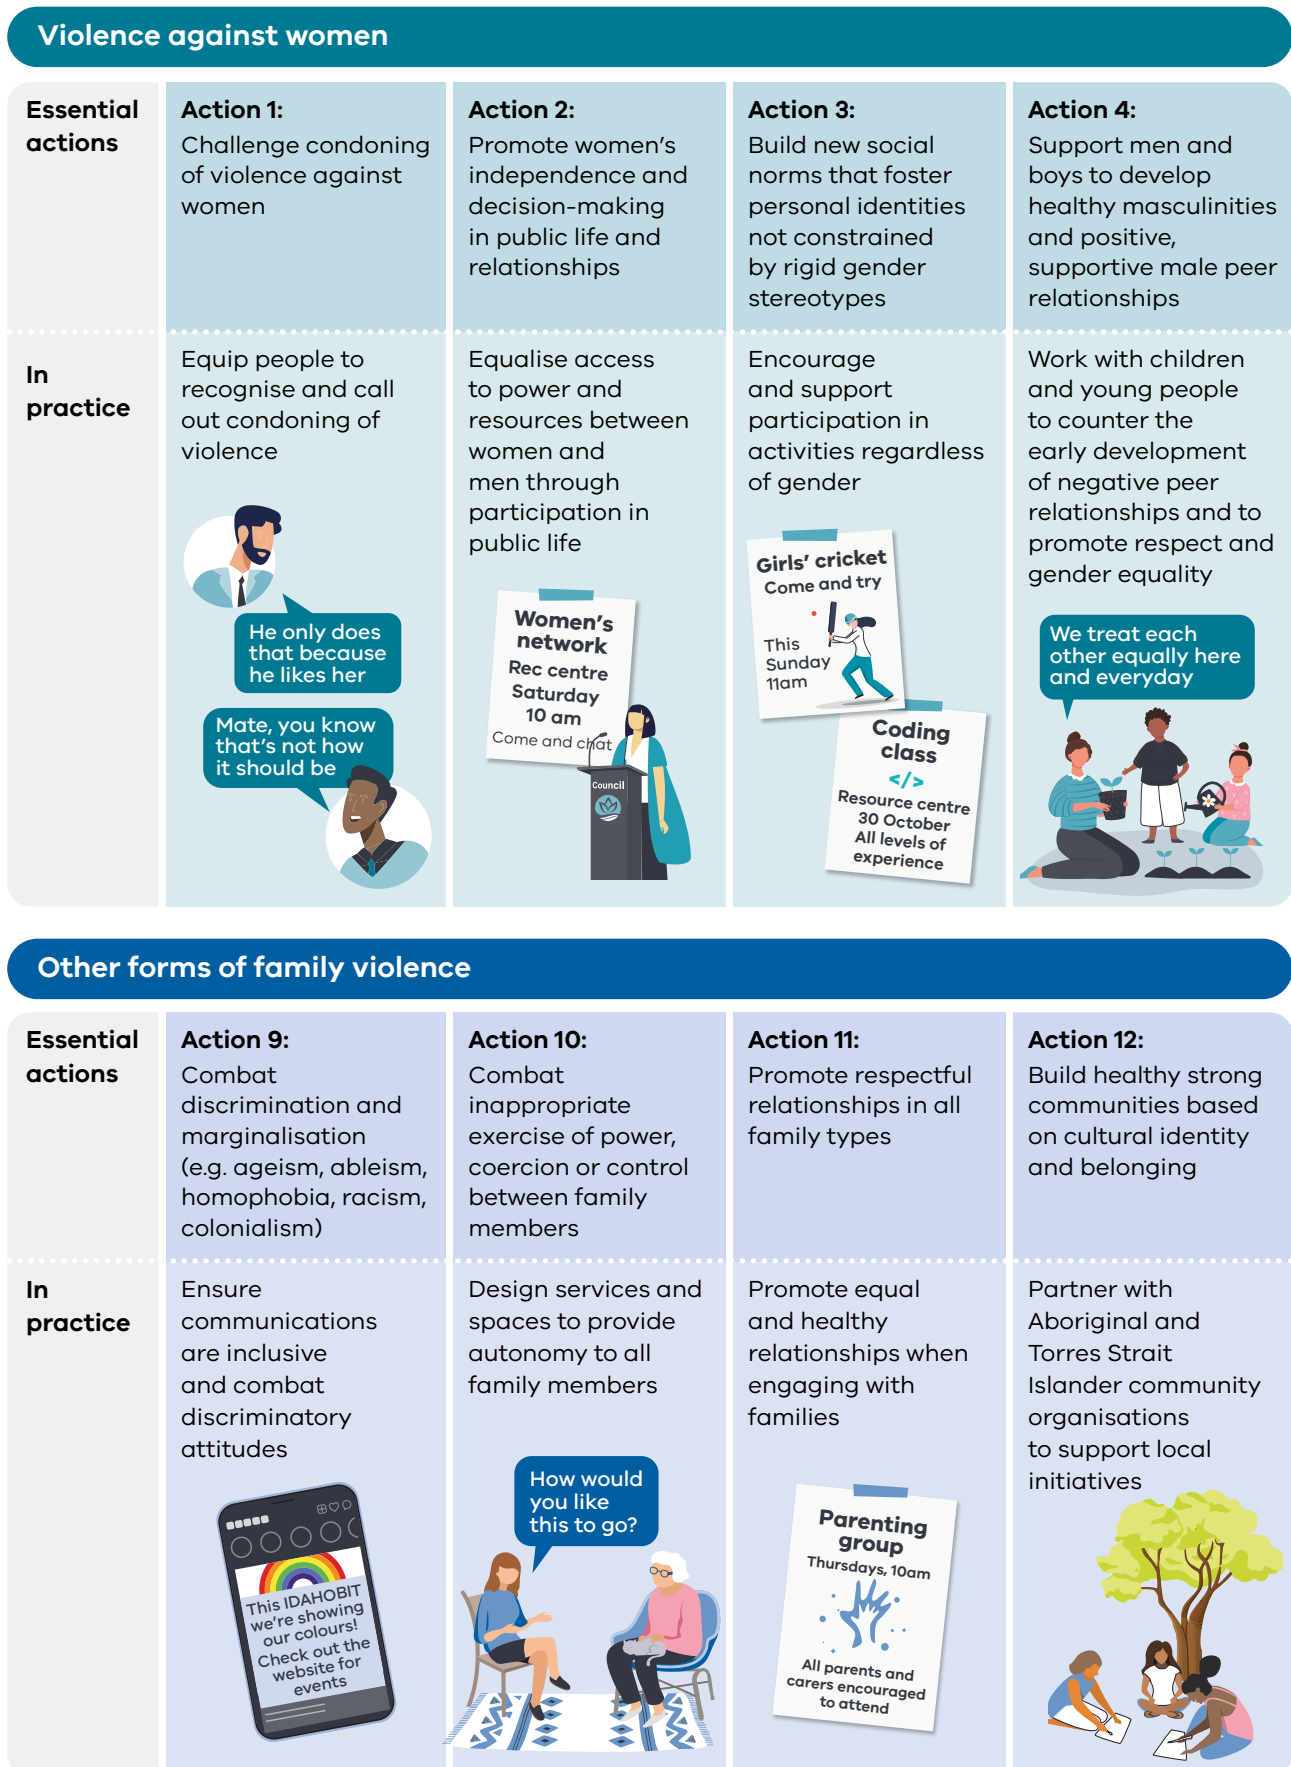 Violence against women
Essential
actions
Action 1:
Challenge condoning
of violence against
women
Action 2:
Promote women's
independence and
decision-making
in public life and
relationships
Action 3:
Build new social
norms that foster
personal identities
not constrained
by rigid gender
stereotypes
Action 4:
Support men and
boys to develop
healthy masculinities
and positive,
supportive male peer
relationships
In
practice
Equip people to
recognise and call
out condoning of
violence
He only does
that because
he likes her
Mate, you know
that's not how
it should be
Equalise access
to power and
resources between
women and
men through
participation in
public life
Women's
network
Rec centre
Saturday
10 am
Come and chat
Council
Encourage
and support
participation in
activities regardless
of gender
Girls' cricket
Come and try
This
Sunday
11am
Coding
class
</>
Resource centre
30 October
All levels of
experience
Work with children
and young people
to counter the
early development
of negative peer
relationships and to
promote respect and
gender equality
We treat each
other equally here
and everyday
Other forms of family violence
Essential
actions
Action 9:
Combat
discrimination and
marginalisation
(e.g. ageism, ableism,
homophobia, racism,
colonialism)
Action 10:
Combat
inappropriate
exercise of power,
coercion or control
between family
members
Action 11:
Promote respectful
relationships in all
family types
Action 12:
Build healthy strong
communities based
on cultural identity
and belonging
In
practice
Ensure
communications
are inclusive
and combat
discriminatory
attitudes
This IDAHOBIT
we're showing
our colours!
Check out the
website for
events
Design services and
spaces to provide
autonomy to all
family members
How would
you like
this to go?
Promote equal
and healthy
relationships when
engaging with
families
Parenting
group
Thursdays, 10am
All parents and
carers encouraged
to attend
Partner with
Aboriginal and
Torres Strait
Islander community
organisations
to support local
initiatives